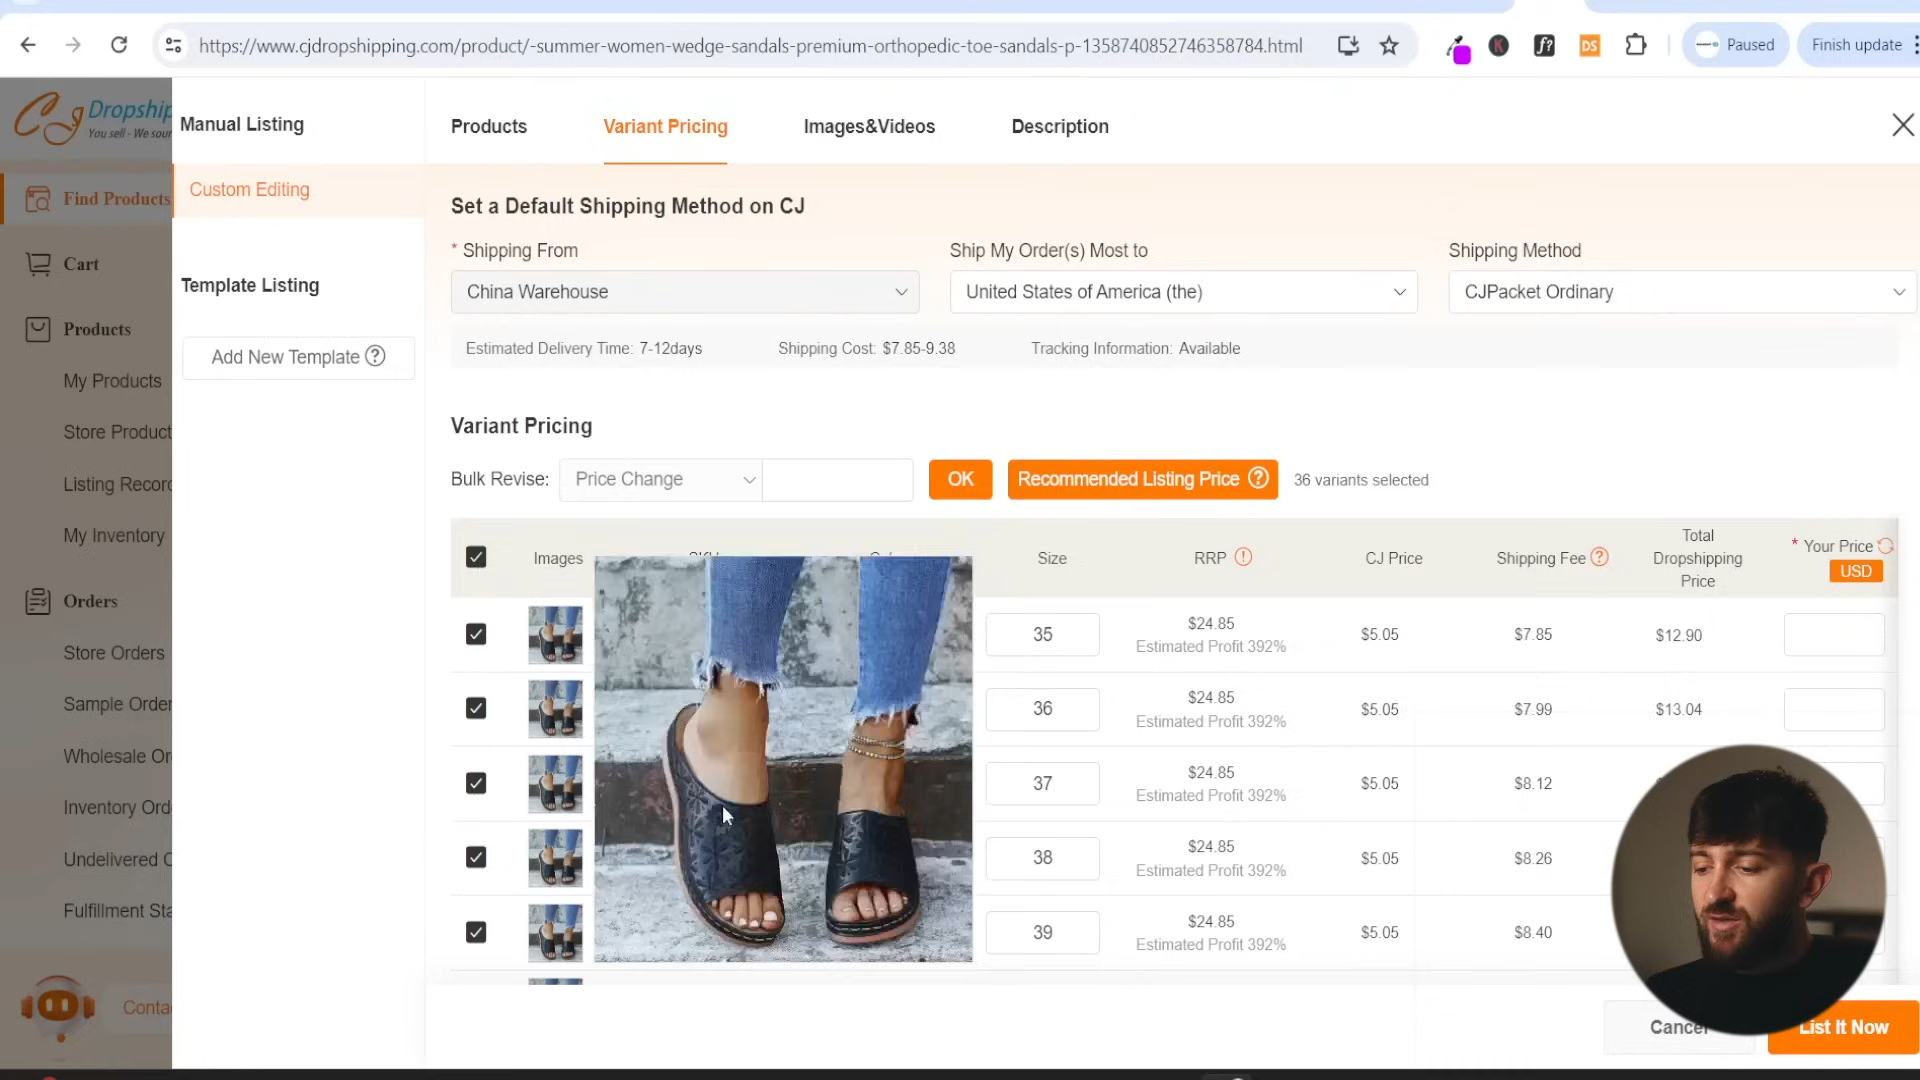 https://www.cjdropshipping.com/product/-summer-women-wedge-sandals-premium-orthopedic-toe-sandals-p-1358740852746358784.html
K
f?
DS
Paused
Finish update
CJ Dropship
You sell - We sour
Find Products
Cart
Products
My Products
Store Product
Listing Recor
My Inventory
Orders
Store Orders
Sample Order
Wholesale Or
Inventory Ord
Undelivered O
Fulfillment Sta
Conta
Manual Listing
Custom Editing
Template Listing
Add New Template ?
Products Variant Pricing Images&Videos Description
Set a Default Shipping Method on CJ
* Shipping From Ship My Order(s) Most to Shipping Method
China Warehouse United States of America (the) CJPacket Ordinary
Estimated Delivery Time: 7-12days Shipping Cost: $7.85-9.38 Tracking Information: Available
Variant Pricing
Bulk Revise: Price Change OK Recommended Listing Price ? 36 variants selected
Images Size RRP ! CJ Price Shipping Fee ? Total Dropshipping Price * Your Price USD
35 $24.85 Estimated Profit 392% $5.05 $7.85 $12.90
36 $24.85 Estimated Profit 392% $5.05 $7.99 $13.04
37 $24.85 Estimated Profit 392% $5.05 $8.12
38 $24.85 Estimated Profit 392% $5.05 $8.26
39 $24.85 Estimated Profit 392% $5.05 $8.40
Cancel List It Now